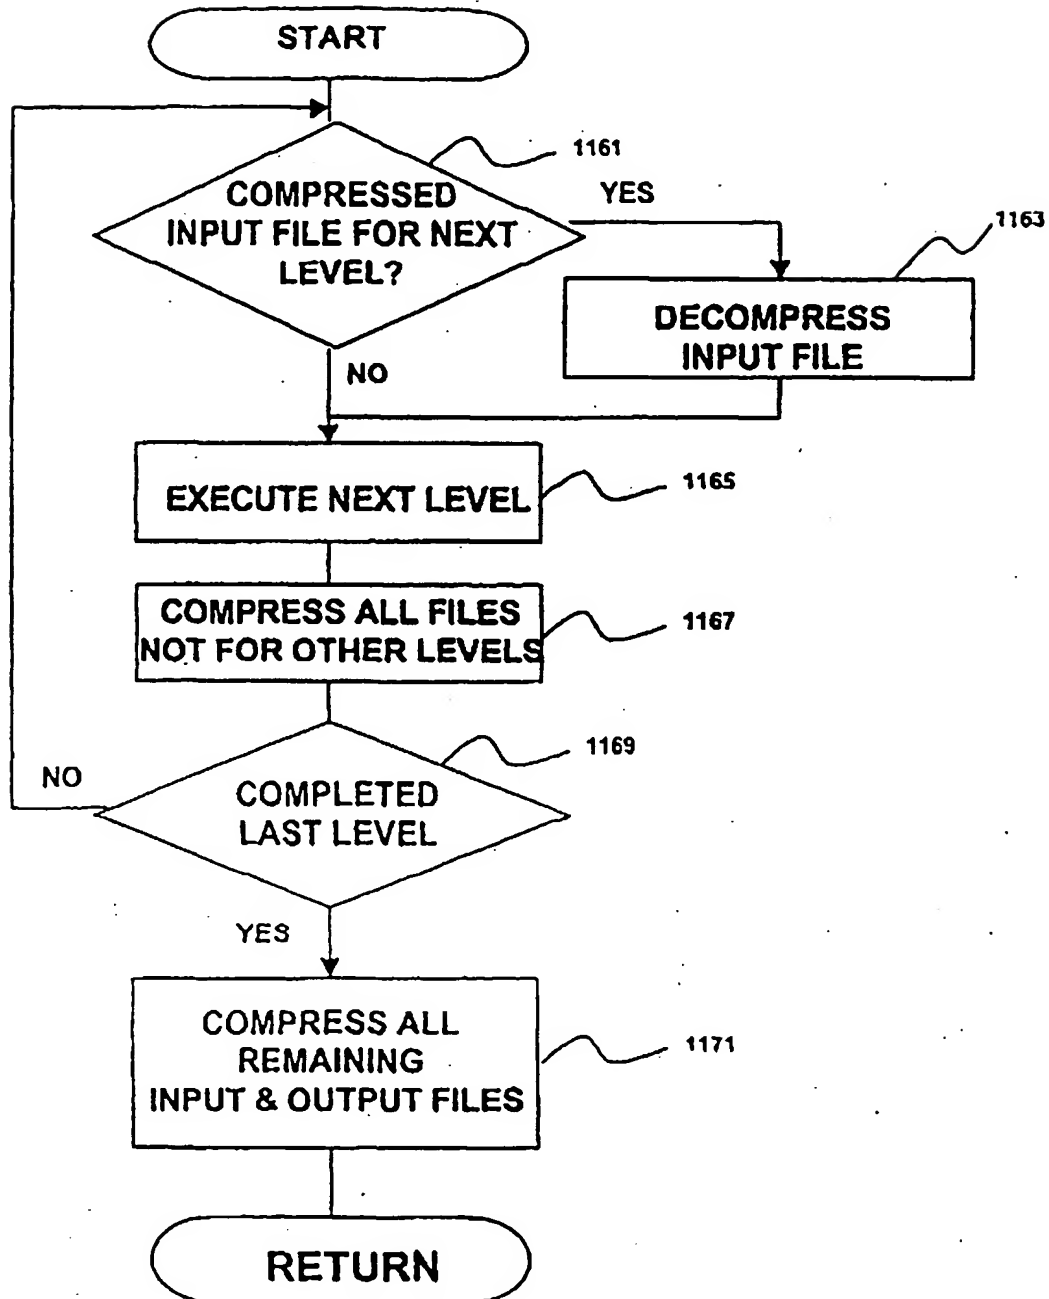 START
1161
COMPRESSED
INPUT FILE FOR NEXT
LEVEL?
YES
1163
DECOMPRESS
INPUT FILE
NO
EXECUTE NEXT LEVEL
1165
COMPRESS ALL FILES
NOT FOR OTHER LEVELS
1167
1169
NO
COMPLETED
LAST LEVEL
YES
COMPRESS ALL
REMAINING
INPUT & OUTPUT FILES
1171
RETURN